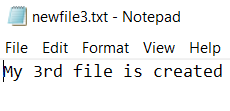 newfile3.txt - Notepad
File Edit Format View Help
My 3rd file is created